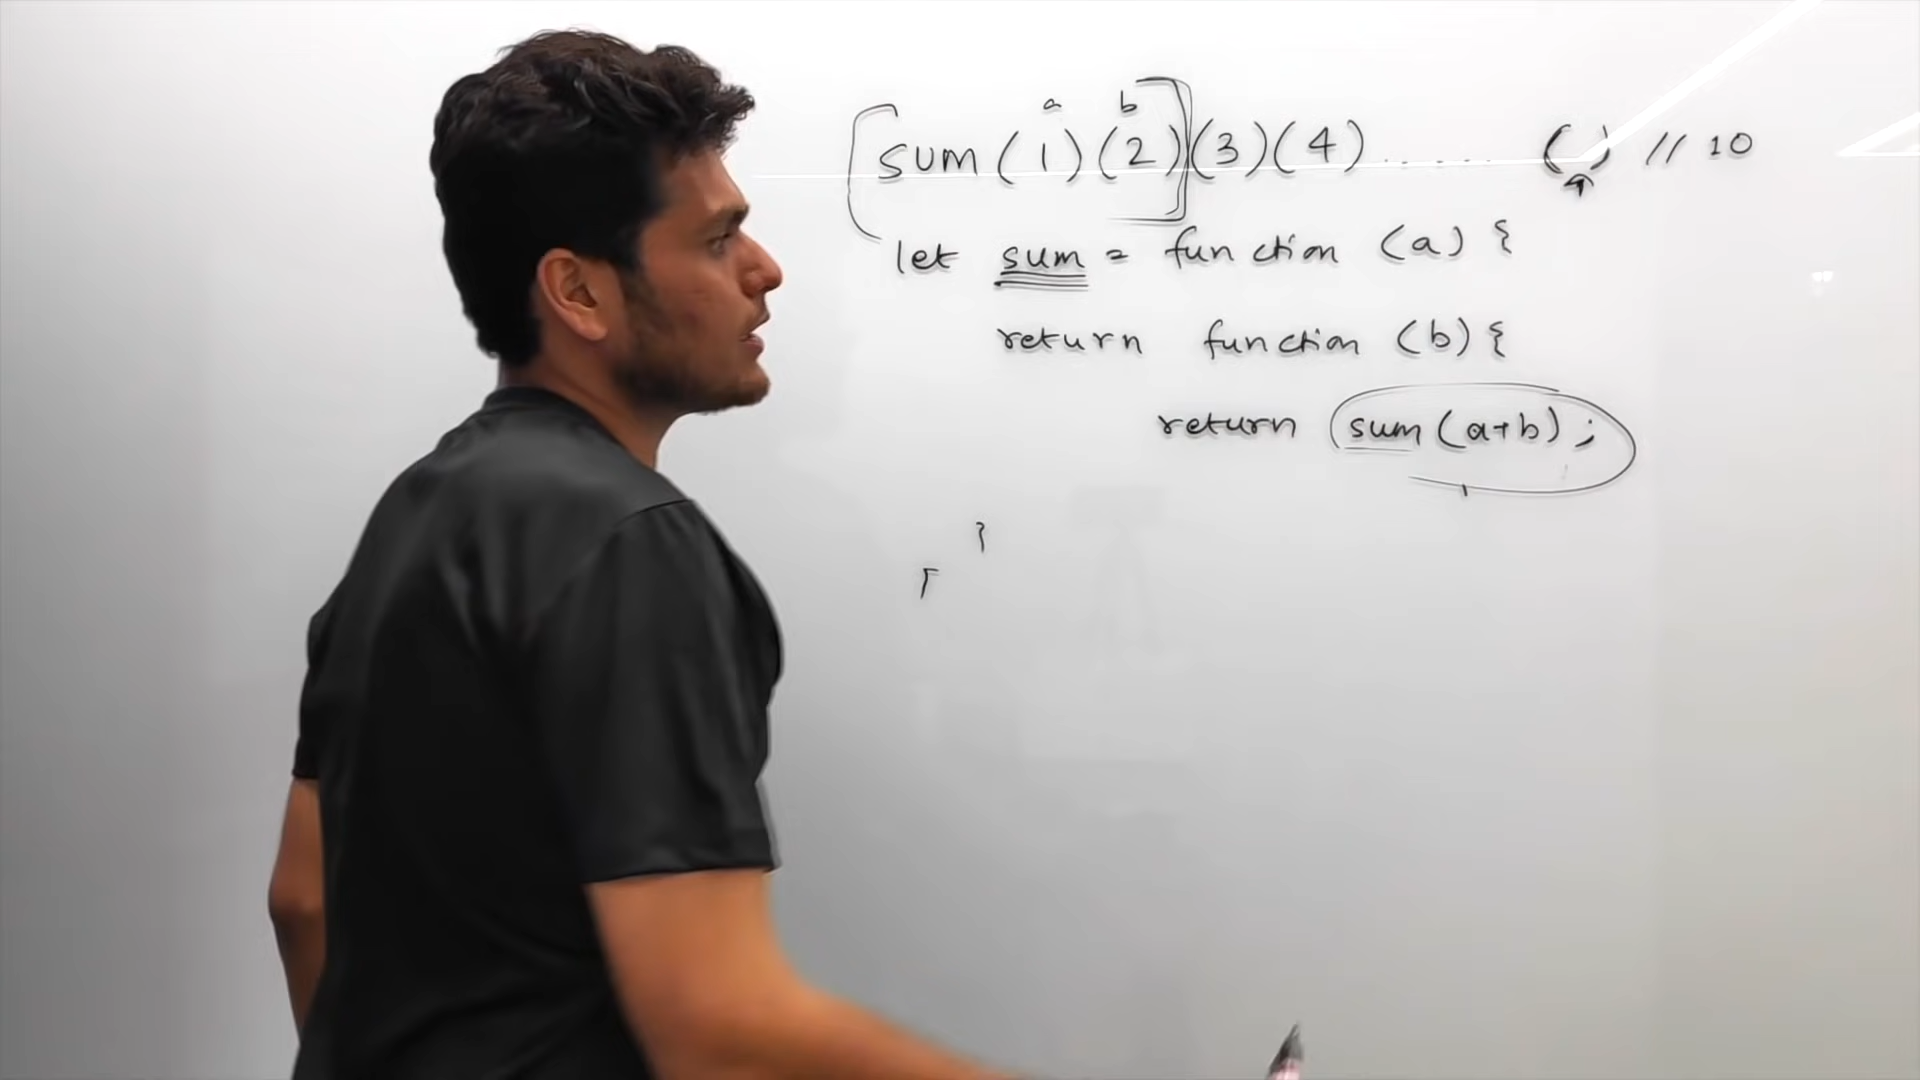 a b
sum(1)(2)(3)(4)...... () // 10
let sum = function (a) {
return function (b) {
return sum(a+b);
}